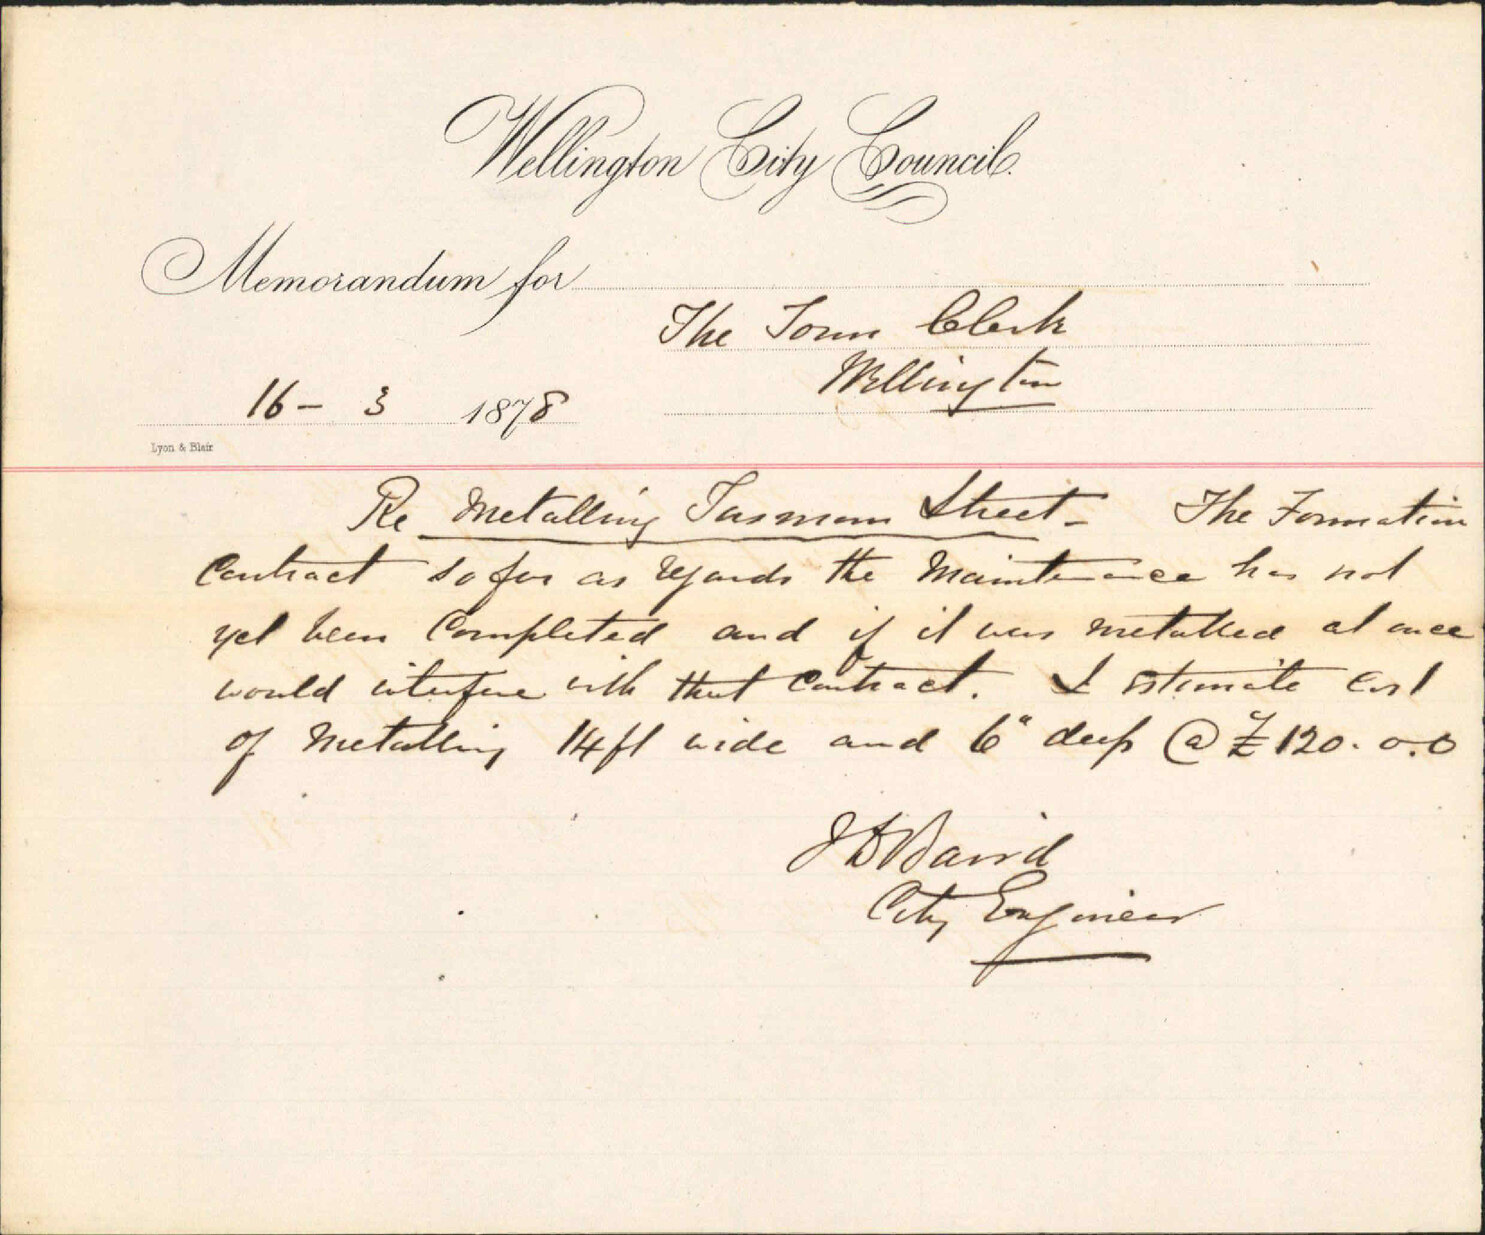 Wellington City Council.
Memorandum for
The Town Clerk
Wellington
16 - 3 1878
Lyon & Blair
Re Metalling Tasman Street - The Formation
Contract so far as regards the Maintenance has not
yet been Completed and if it was metalled at once
would interfere with that Contract. I estimate Cost
of Metalling 14ft wide and 6" deep @ £120.0.0
J D Baird
City Engineer